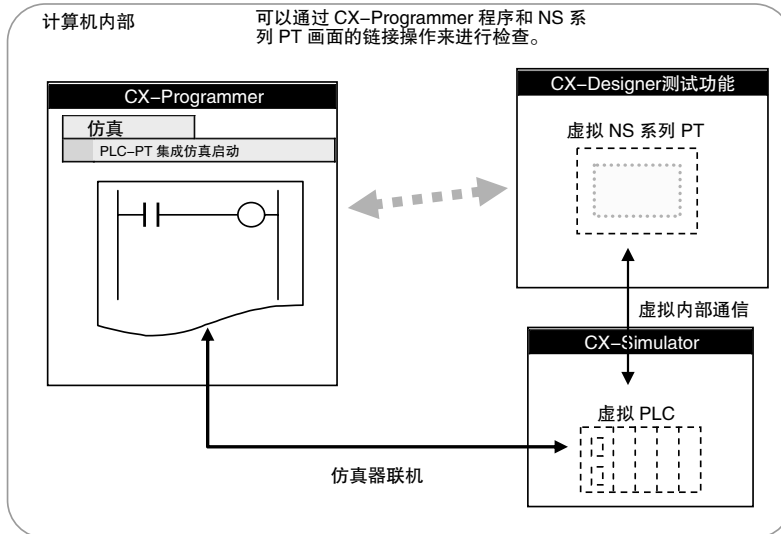 计算机内部
可以通过 CX–Programmer 程序和 NS 系
列 PT 画面的链接操作来进行检查。
CX–Programmer
仿真
PLC–PT 集成仿真启动
CX–Designer测试功能
虚拟 NS 系列 PT
虚拟内部通信
CX–Simulator
虚拟 PLC
仿真器联机